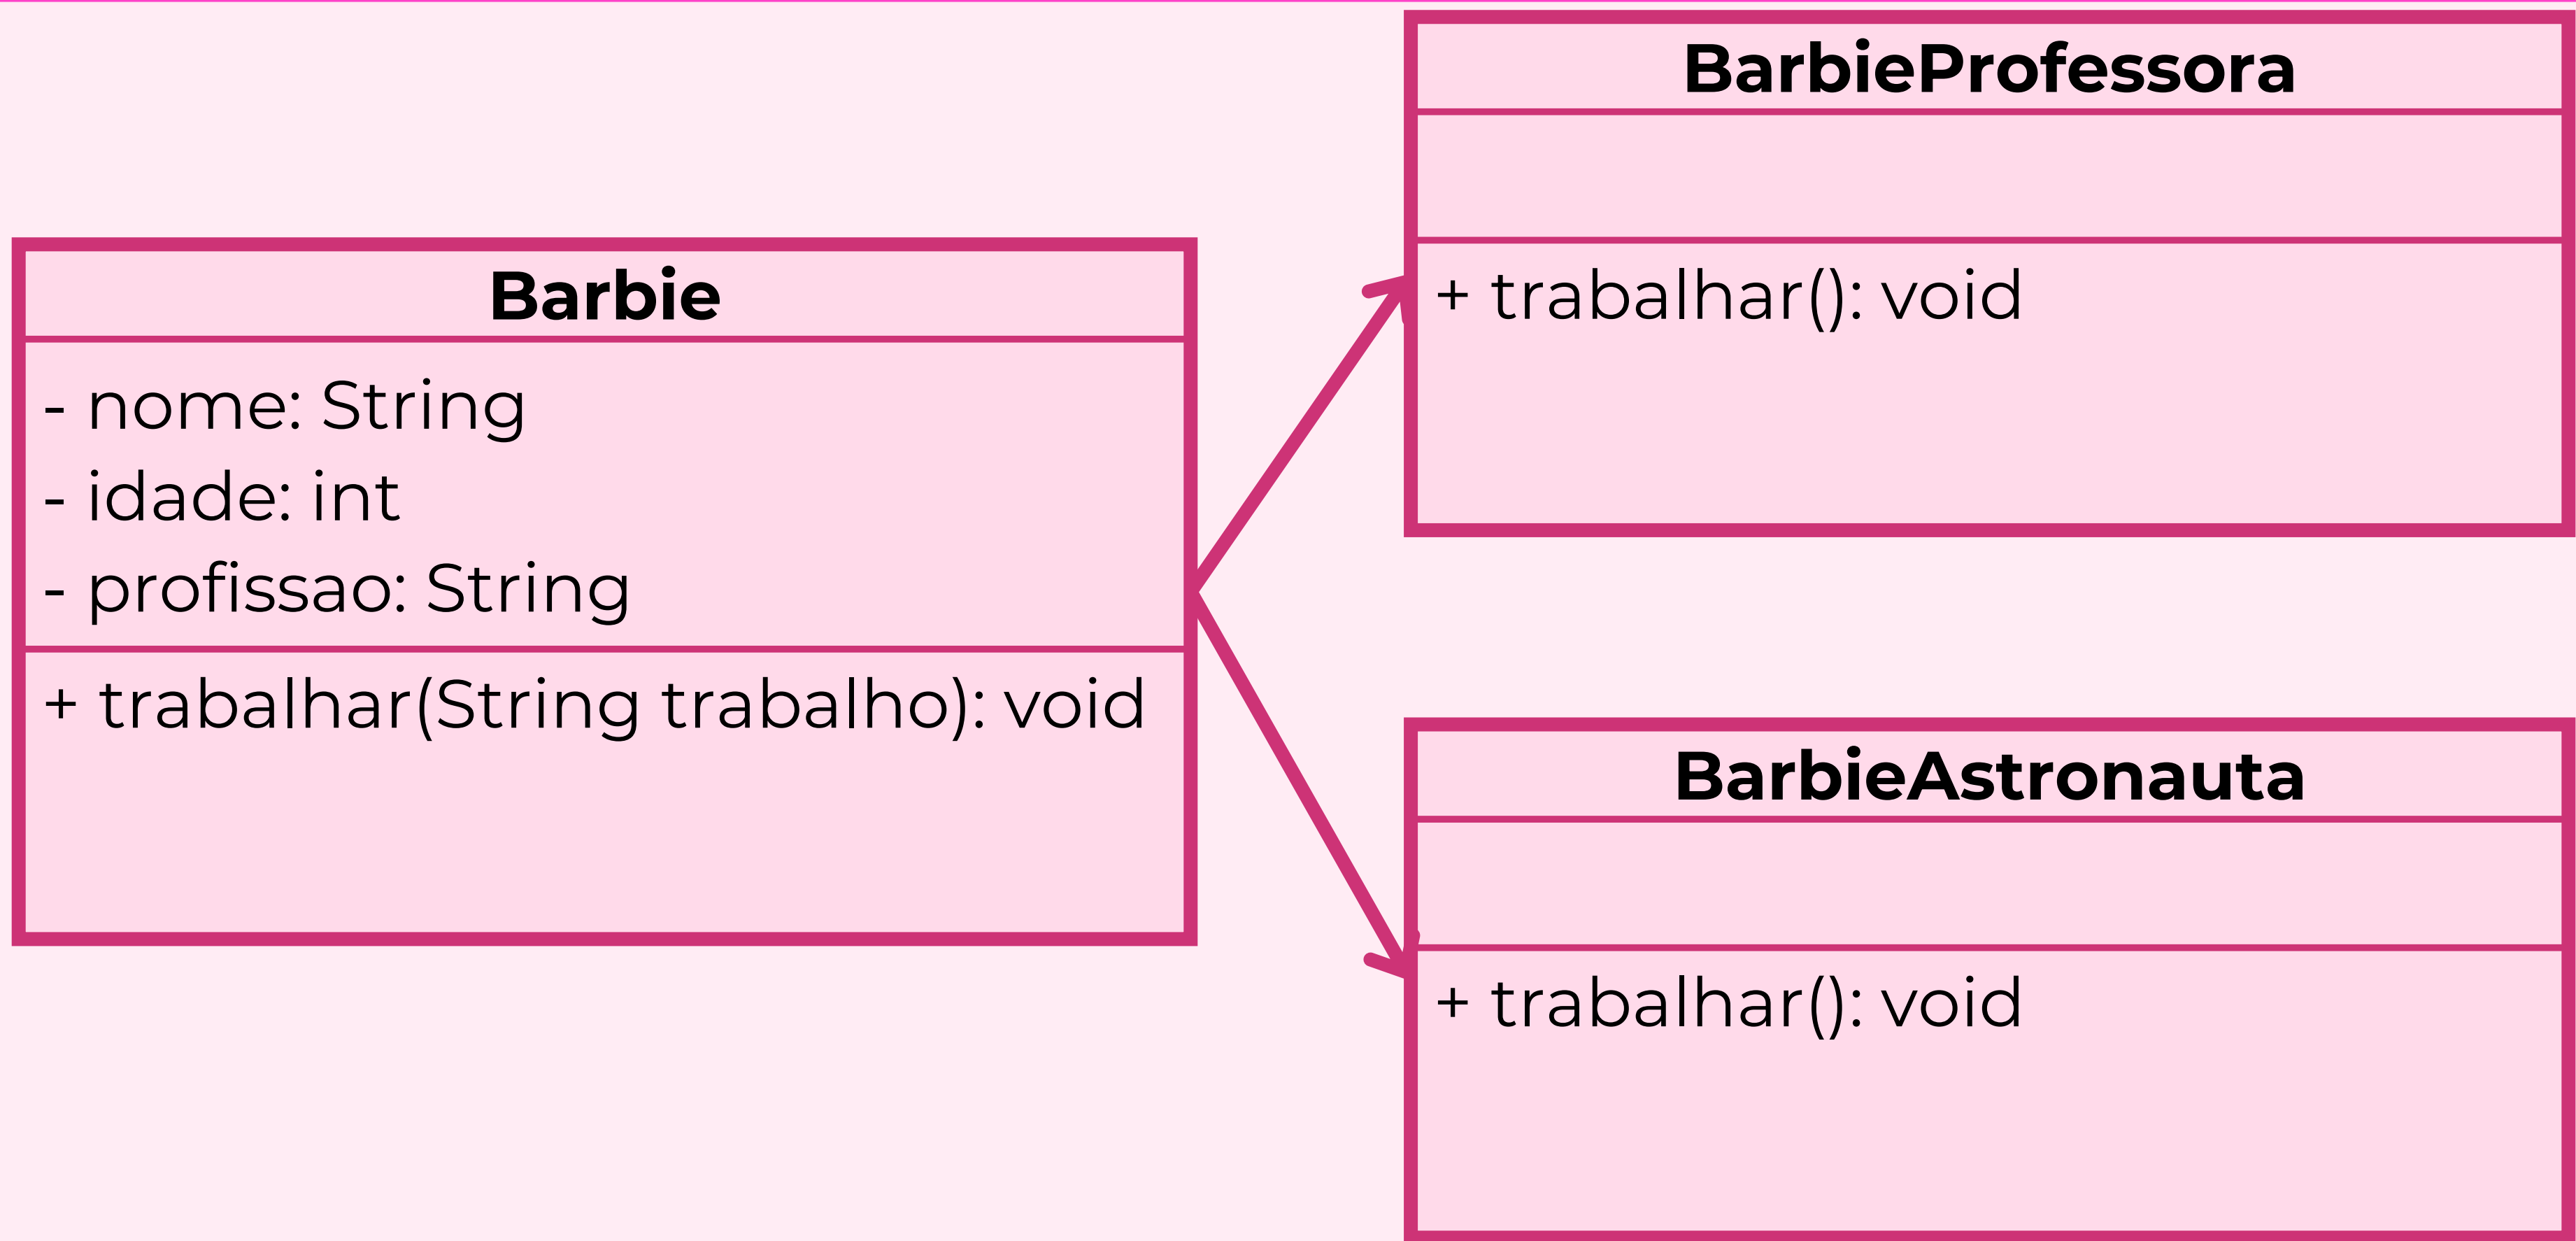 Barbie
- nome: String
- idade: int
- profissao: String
+ trabalhar(String trabalho): void
BarbieProfessora
+ trabalhar(): void
BarbieAstronauta
+ trabalhar(): void